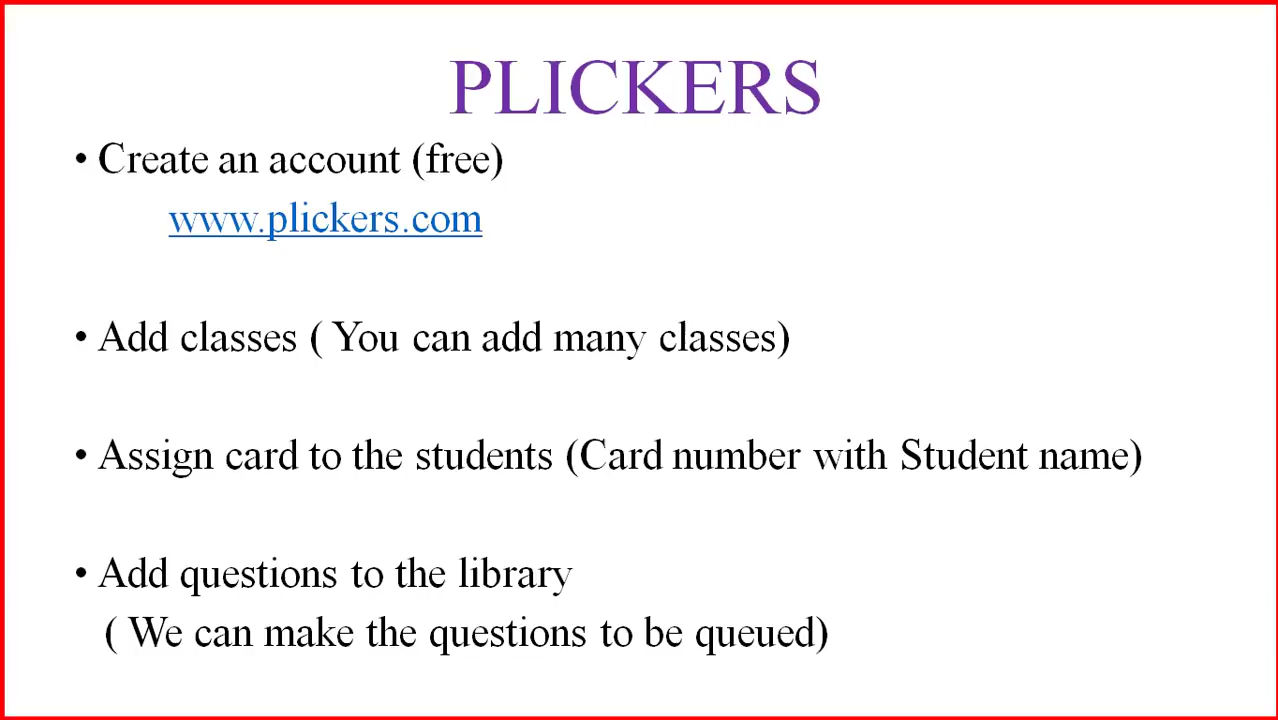 PLICKERS
• Create an account (free)
www.plickers.com
• Add classes ( You can add many classes)
• Assign card to the students (Card number with Student name)
• Add questions to the library
( We can make the questions to be queued)